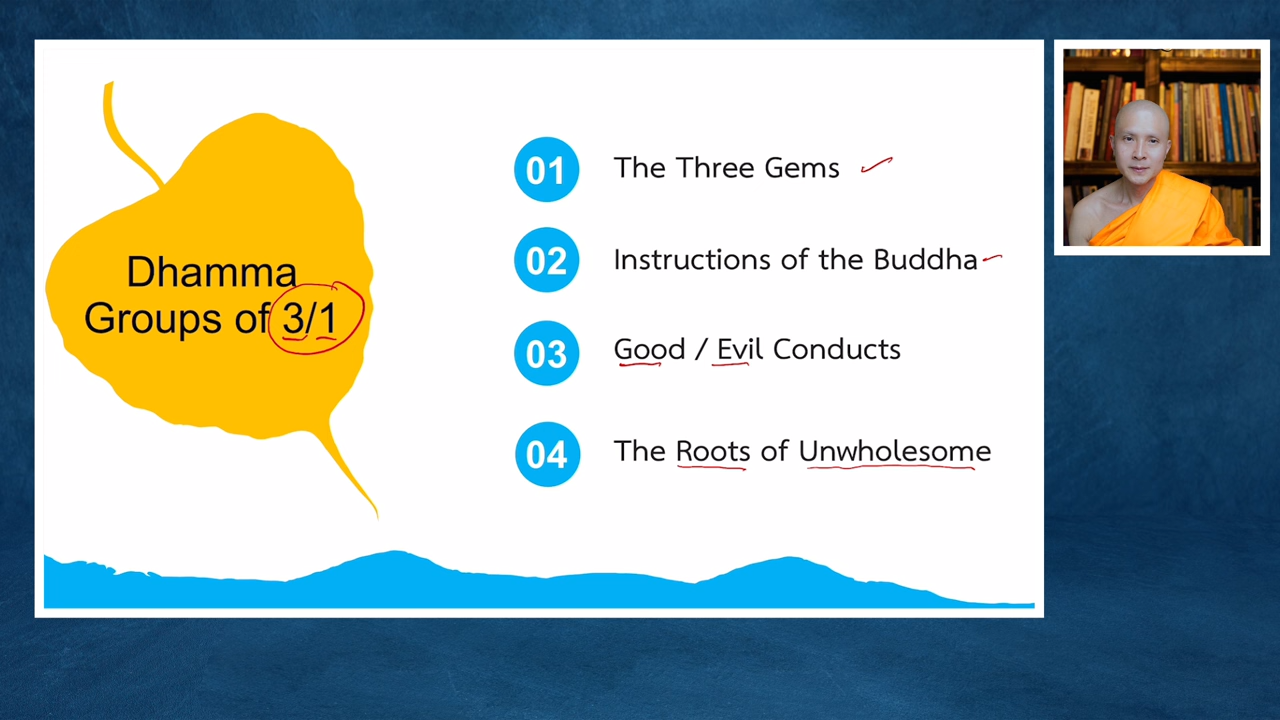 Dhamma
Groups of 3/1
01 The Three Gems
02 Instructions of the Buddha
03 Good / Evil Conducts
04 The Roots of Unwholesome